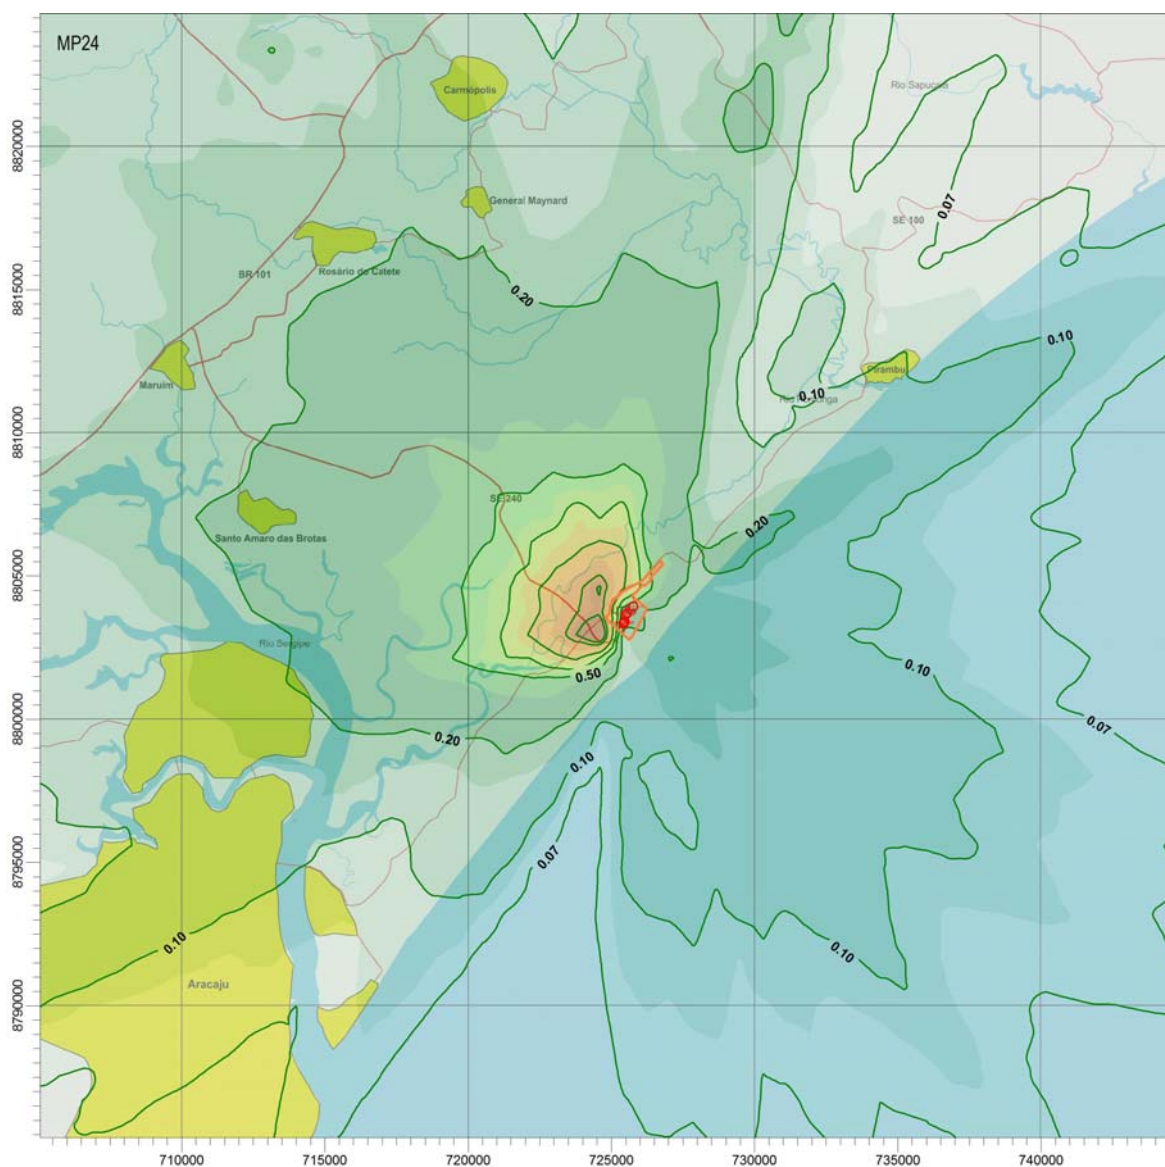 MP24
Carmópolis
Rio Sapucaia
8820000
General Maynard
0.07
SE 100
Rosário do Catete
BR 101
8815000
0.20
Maruim
0.10
Pirambu
0.10
8810000
SE 240
Santo Amaro das Brotas
0.20
8805000
Rio Sergipe
0.10
0.50
8800000
0.20
0.07
0.10
0.07
8795000
0.10
0.10
Aracaju
8790000
710000
715000
720000
725000
730000
735000
740000